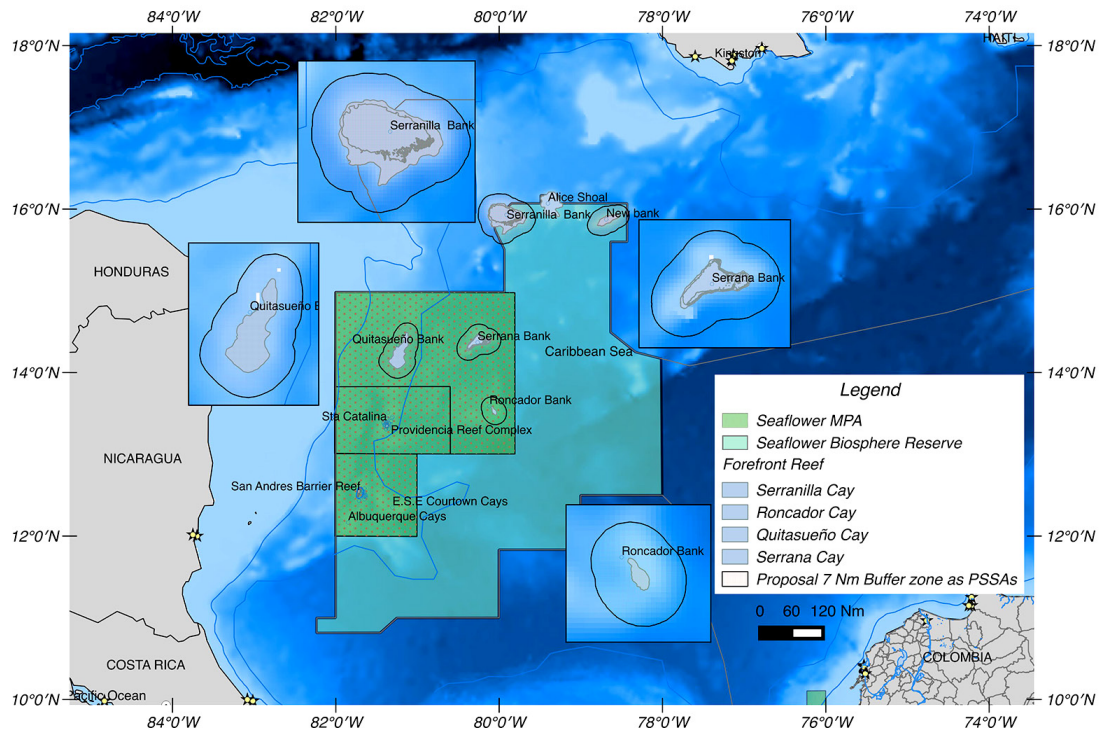 84°0'W 82°0'W 80°0'W 78°0'W 76°0'W 74°0'W
18°0'N 18°0'N
Kingston
HAITI
Serranilla Bank
Alice Shoal
16°0'N 16°0'N
Serranilla Bank
New bank
HONDURAS
Serrana Bank
Quitasueño B
Quitasueño Bank
Serrana Bank
Caribbean Sea
14°0'N 14°0'N
Legend
Seaflower MPA
Seaflower Biosphere Reserve
Forefront Reef
Serranilla Cay
Roncador Cay
Quitasueño Cay
Serrana Cay
Proposal 7 Nm Buffer zone as PSSAs
Roncador Bank
Sta Catalina
Providencia Reef Complex
NICARAGUA
San Andres Barrier Reef
E.S.E Courtown Cays
Albuquerque Cays
12°0'N 12°0'N
Roncador Bank
0 60 120 Nm
COSTA RICA
COLOMBIA
acific Ocean
10°0'N 10°0'N
84°0'W 82°0'W 80°0'W 78°0'W 76°0'W 74°0'W